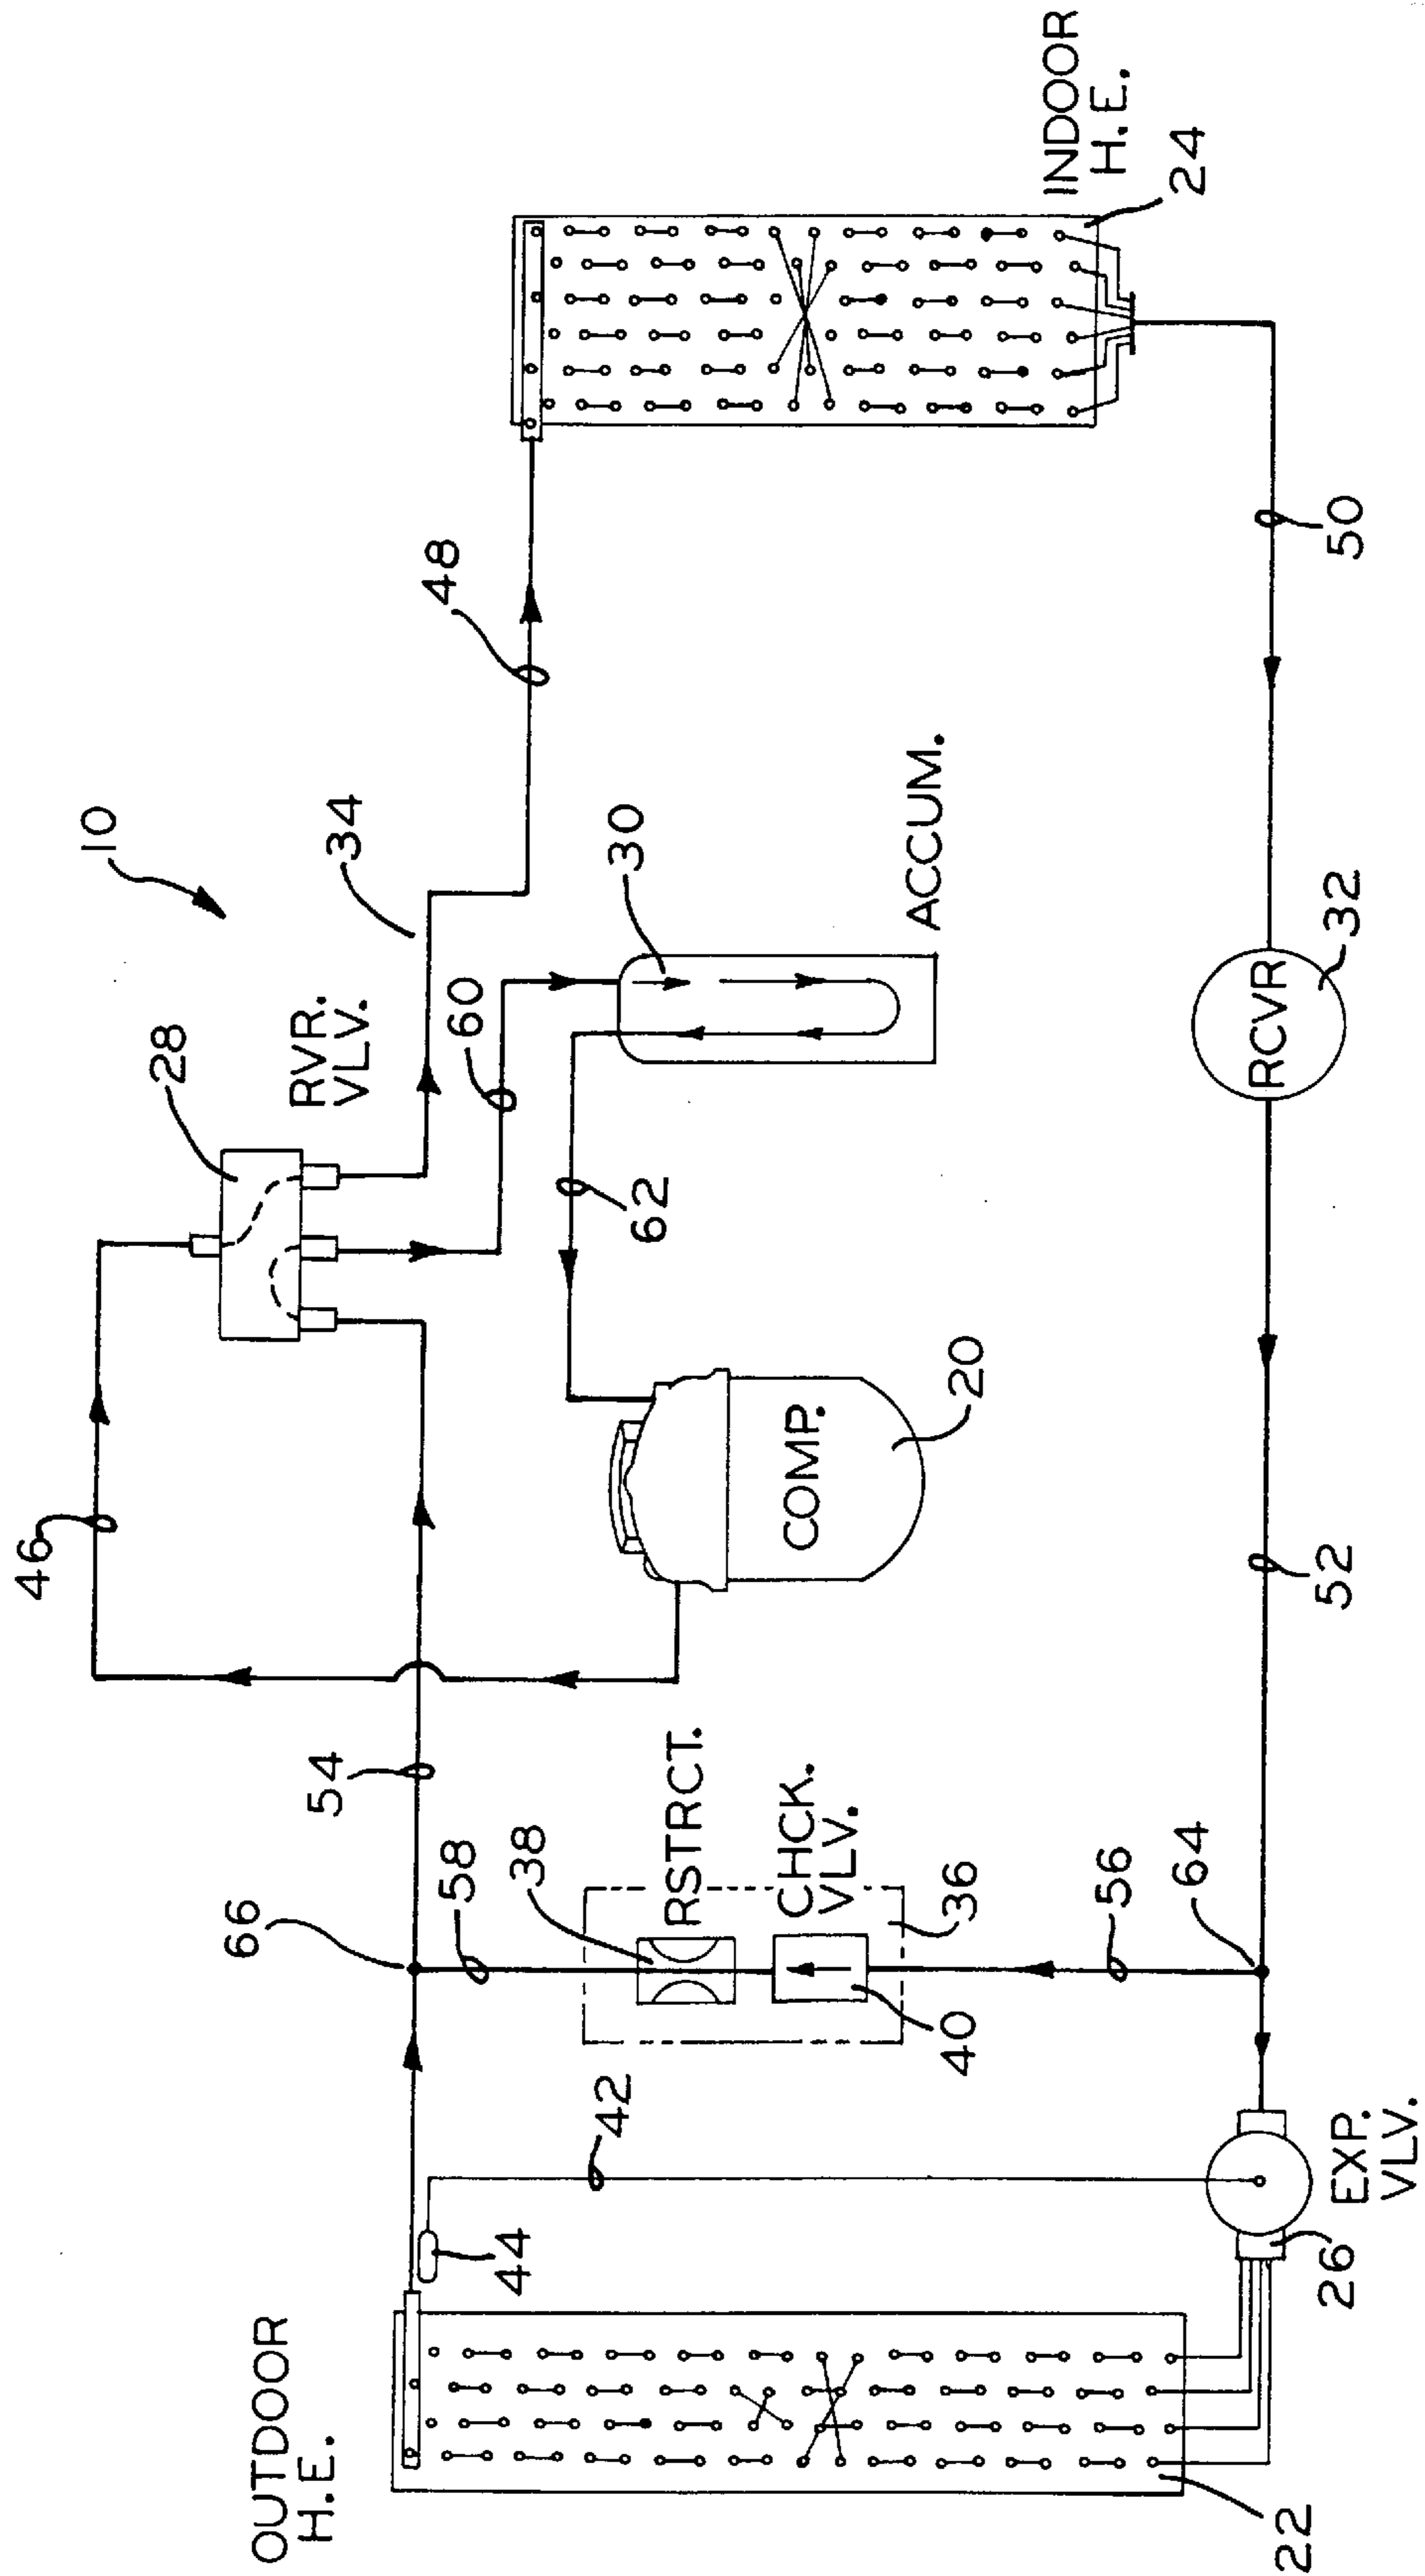 10
46
28
RVR.
VLV.
34
48
54
60
62
30
ACCUM.
OUTDOOR
H.E.
66
58
38
RSTRCT.
CHCK.
VLV.
36
40
56
64
42
44
COMP.
20
INDOOR
H.E.
24
22
26
EXP.
VLV.
52
RCVR
32
50